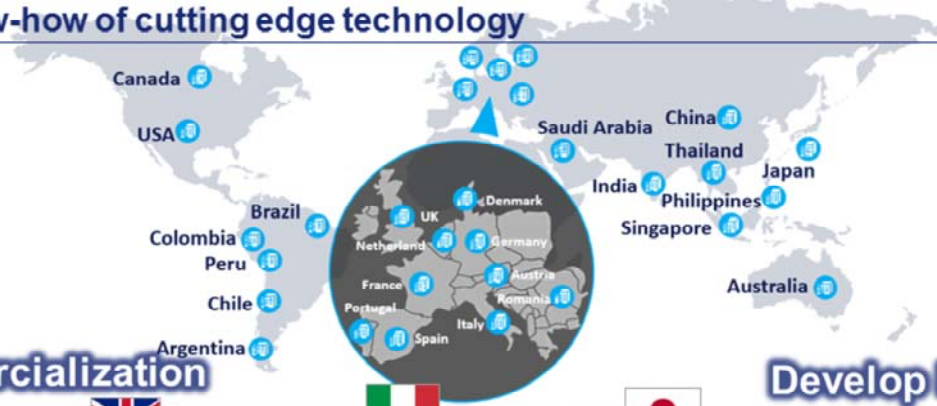 w-how of cutting edge technology
Canada
USA
Saudi Arabia
China
Thailand
Japan
India
Philippines
Singapore
Brazil
Colombia
Peru
Chile
Argentina
Australia
Denmark
UK
Netherland
Germany
France
Austria
Romania
Portugal
Italy
Spain
rcialization
Develop